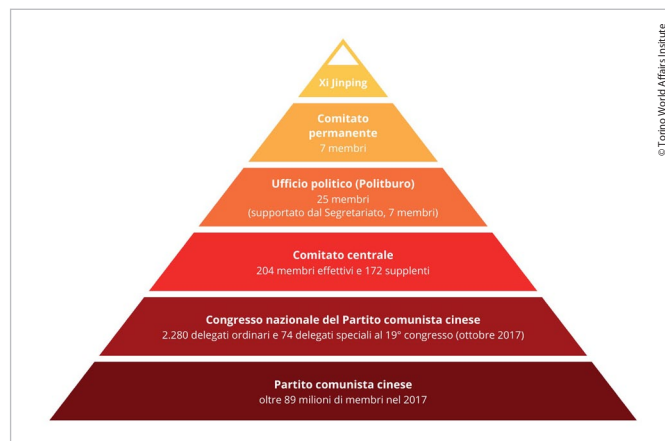 Xi Jinping
Comitato
permanente
7 membri
Ufficio politico (Politburo)
25 membri
(supportato dal Segretariato, 7 membri)
Comitato centrale
204 membri effettivi e 172 supplenti
Congresso nazionale del Partito comunista cinese
2.280 delegati ordinari e 74 delegati speciali al 19° congresso (ottobre 2017)
Partito comunista cinese
oltre 89 milioni di membri nel 2017
© Torino World Affairs Insitute